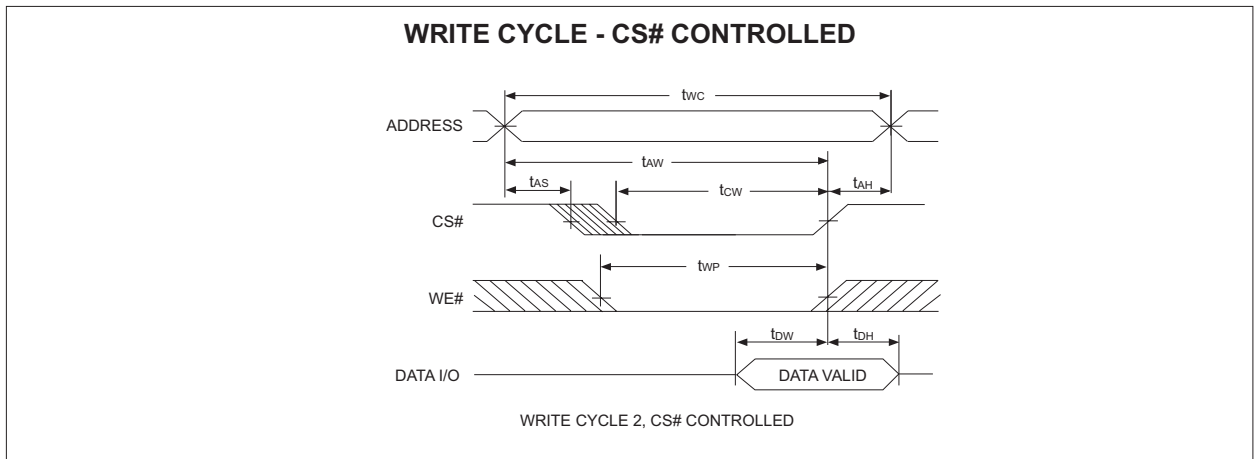 WRITE CYCLE - CS# CONTROLLED
tWC
ADDRESS
tAW
tAS
tCW
tAH
CS#
tWP
WE#
tDW
tDH
DATA I/O
DATA VALID
WRITE CYCLE 2, CS# CONTROLLED